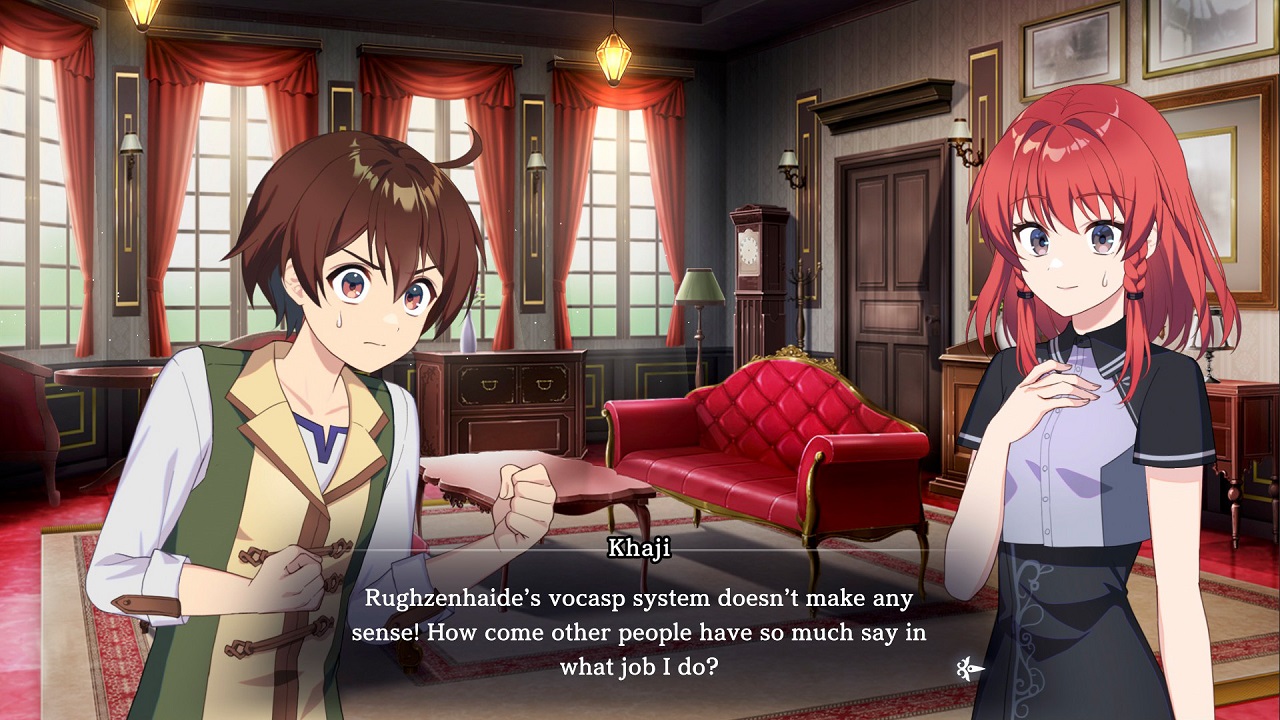 Khaji
Rughzenhaide's vocasp system doesn't make any
sense! How come other people have so much say in
what job I do?